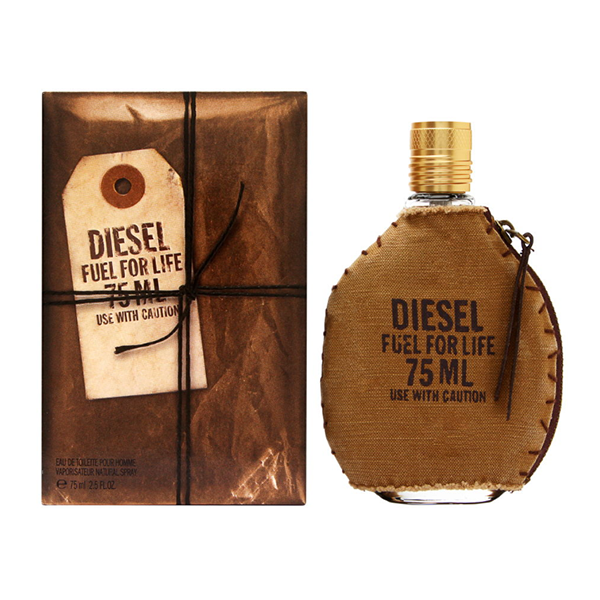 DIESEL
FUEL FOR LIFE
75 ML
USE WITH CAUTION
EAU DE TOILETTE POUR HOMME
VAPORISATEUR NATURAL SPRAY
℮ 75 ml 2.5 FL.OZ.
DIESEL
FUEL FOR LIFE
75 ML
USE WITH CAUTION